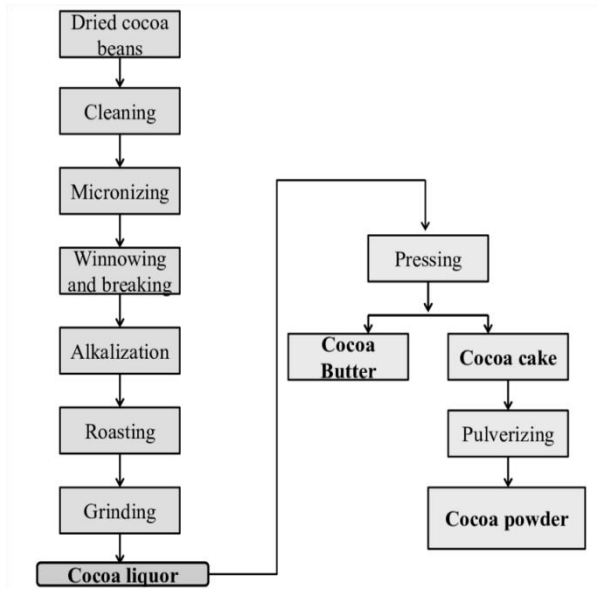 Dried cocoa
beans
Cleaning
Micronizing
Winnowing
and breaking
Alkalization
Roasting
Grinding
Cocoa liquor
Pressing
Cocoa
Butter
Cocoa cake
Pulverizing
Cocoa powder